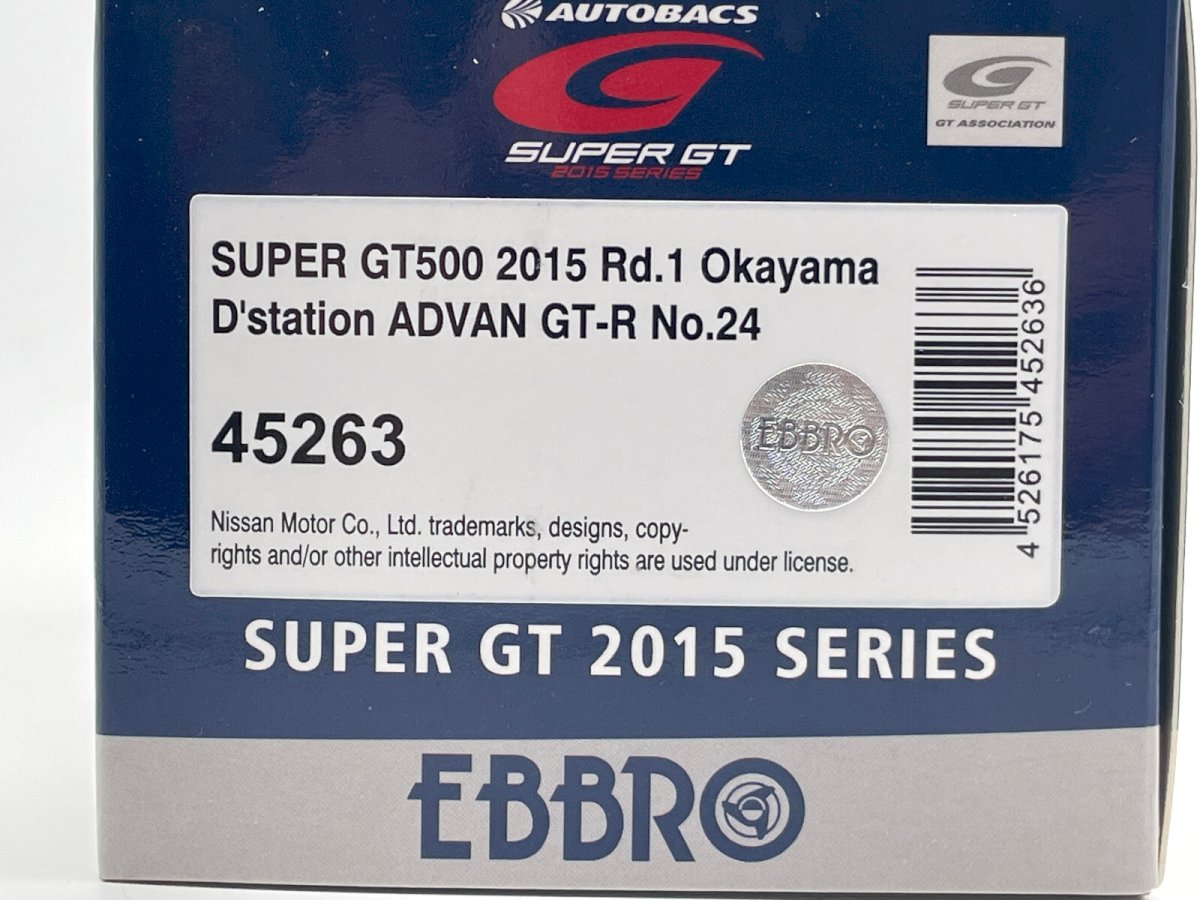 AUTOBACS
SUPER GT
2015 SERIES
SUPER GT
GT ASSOCIATION
SUPER GT500 2015 Rd.1 Okayama
D'station ADVAN GT-R No.24
45263
EBBRO
4 526175 452636
Nissan Motor Co., Ltd. trademarks, designs, copy-
rights and/or other intellectual property rights are used under license.
SUPER GT 2015 SERIES
EBBRO